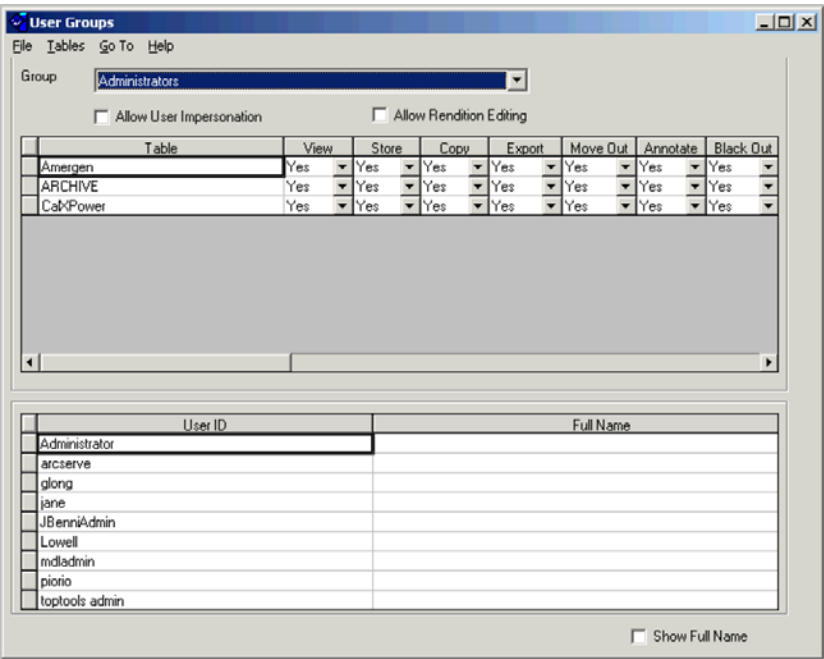 User Groups
File Tables Go To Help
Group Administrators
Allow User Impersonation Allow Rendition Editing
Table View Store Copy Export Move Out Annotate Black Out
Amergen Yes Yes Yes Yes Yes Yes Yes
ARCHIVE Yes Yes Yes Yes Yes Yes Yes
CalXPower Yes Yes Yes Yes Yes Yes Yes
User ID Full Name
Administrator
arcserve
glong
jane
JBenniAdmin
Lowell
mdladmin
piorio
toptools admin
Show Full Name